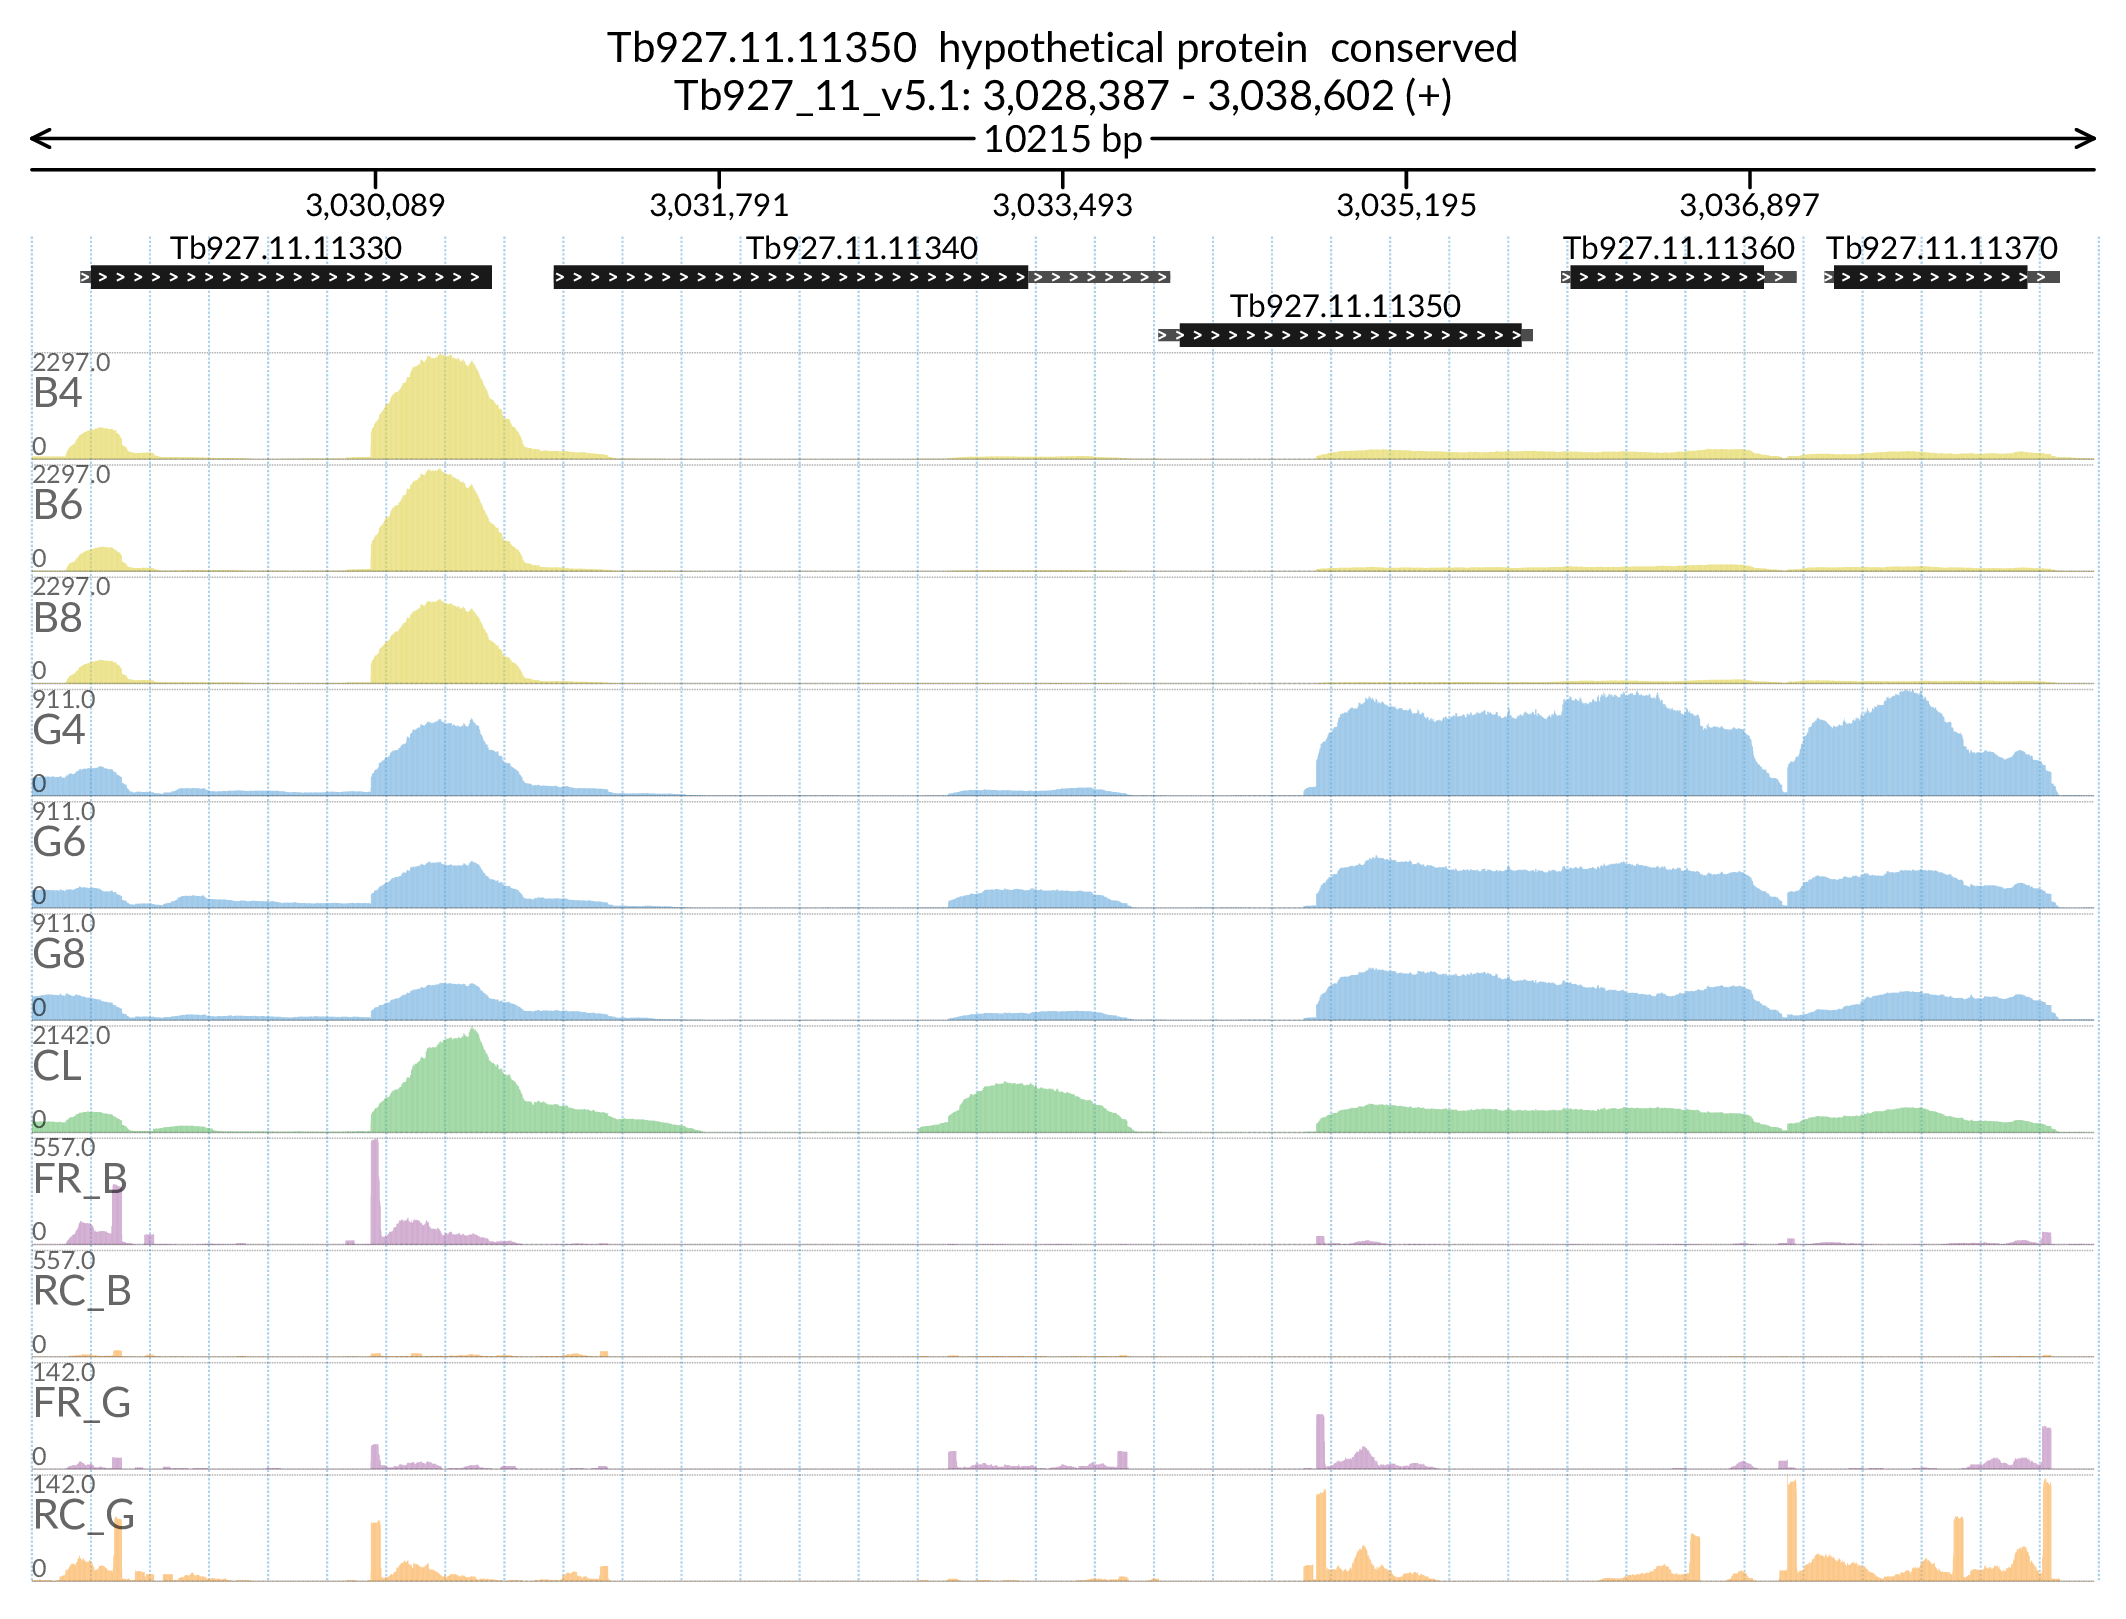 Tb927.11.11350 hypothetical protein conserved
Tb927_11_v5.1: 3,028,387 - 3,038,602 (+)
10215 bp
3,030,089 3,031,791 3,033,493 3,035,195 3,036,897
Tb927.11.11330 Tb927.11.11340 Tb927.11.11360 Tb927.11.11370
Tb927.11.11350
2297.0
B4
0
2297.0
B6
0
2297.0
B8
0
911.0
G4
0
911.0
G6
0
911.0
G8
0
2142.0
CL
0
557.0
FR_B
0
557.0
RC_B
0
142.0
FR_G
0
142.0
RC_G
0